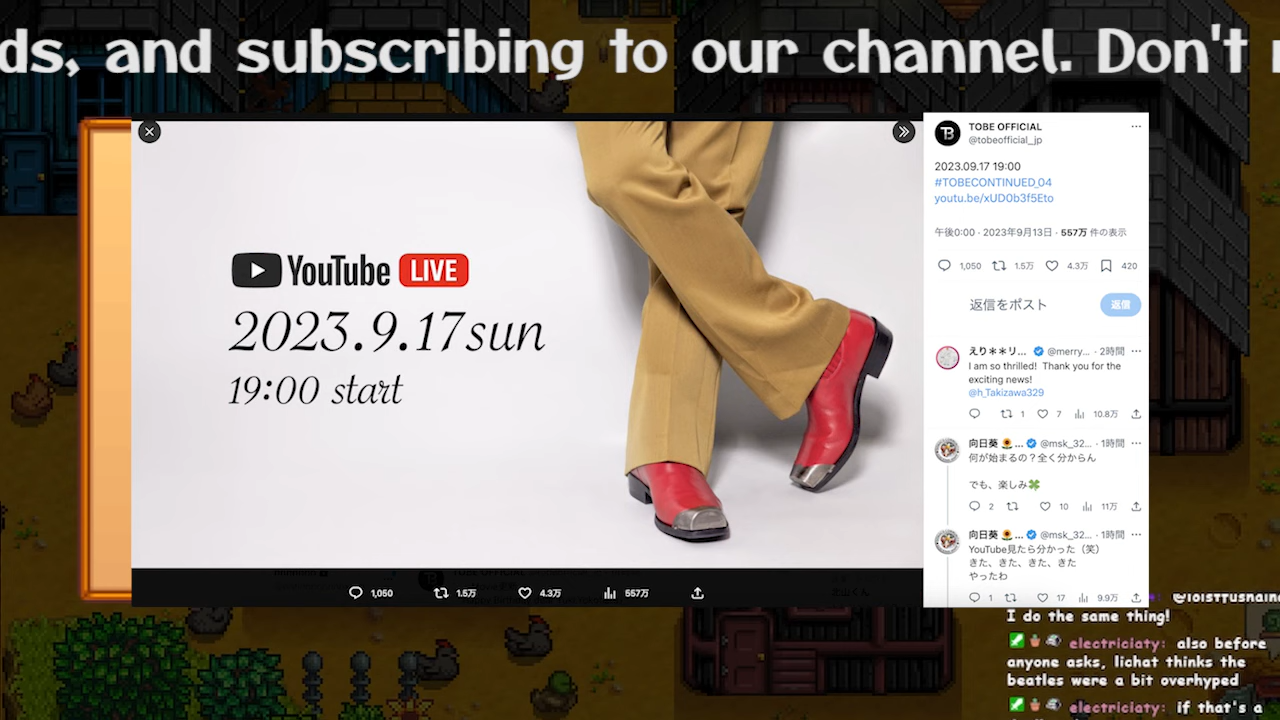 ds, and subscribing to our channel. Don't
YouTube LIVE
2023.9.17sun
19:00 start
1,050 1.5万 4.3万 557万
TOBE OFFICIAL
@tobeofficial_jp
2023.09.17 19:00
#TOBECONTINUED_04
youtu.be/xUD0b3f5Eto
午後0:00 · 2023年9月13日 · 557万 件の表示
1,050 1.5万 4.3万 420
返信をポスト 返信
えり＊＊リ... @merry... · 2時間
I am so thrilled! Thank you for the
exciting news!
@h_Takizawa329
1 7 10.8万
向日葵 🌻... @msk_32... · 1時間
何が始まるの？全く分からん
でも、楽しみ🍀
2 10 11万
向日葵 🌻... @msk_32... · 1時間
YouTube見たら分かった（笑）
きた、きた、きた、きた
やったわ
1 17 9.9万
I do the same thing!
electriciaty: also before
anyone asks, lichat thinks the
beatles were a bit overhyped
electriciaty: if that's a